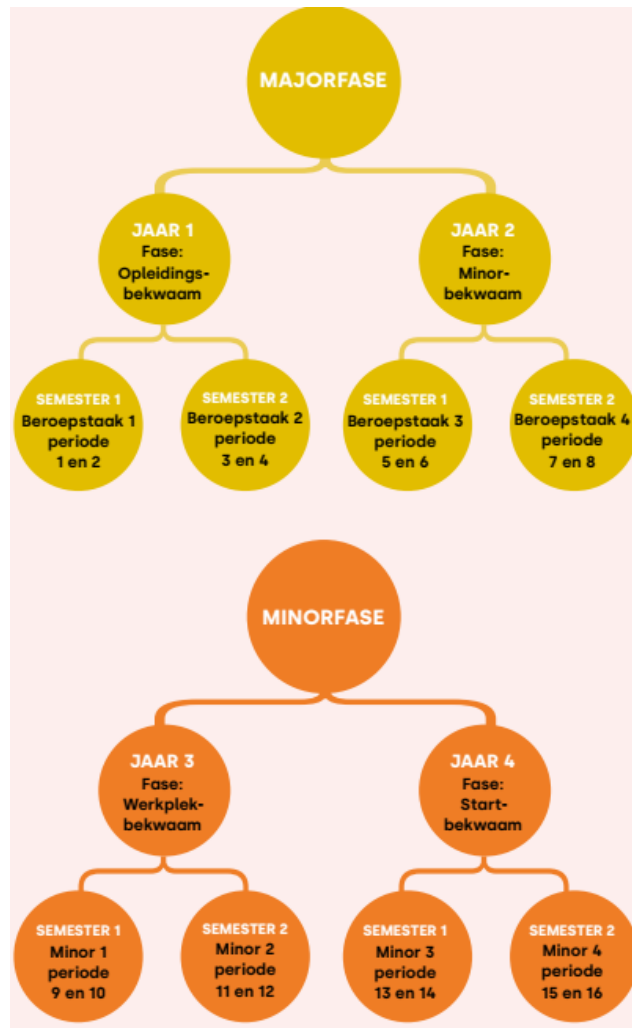 MAJORFASE
JAAR 1
Fase:
Opleidings-
bekwaam
JAAR 2
Fase:
Minor-
bekwaam
SEMESTER 1
Beroepstaak 1
periode
1 en 2
SEMESTER 2
Beroepstaak 2
periode
3 en 4
SEMESTER 1
Beroepstaak 3
periode
5 en 6
SEMESTER 2
Beroepstaak 4
periode
7 en 8
MINORFASE
JAAR 3
Fase:
Werkplek-
bekwaam
JAAR 4
Fase:
Start-
bekwaam
SEMESTER 1
Minor 1
periode
9 en 10
SEMESTER 2
Minor 2
periode
11 en 12
SEMESTER 1
Minor 3
periode
13 en 14
SEMESTER 2
Minor 4
periode
15 en 16